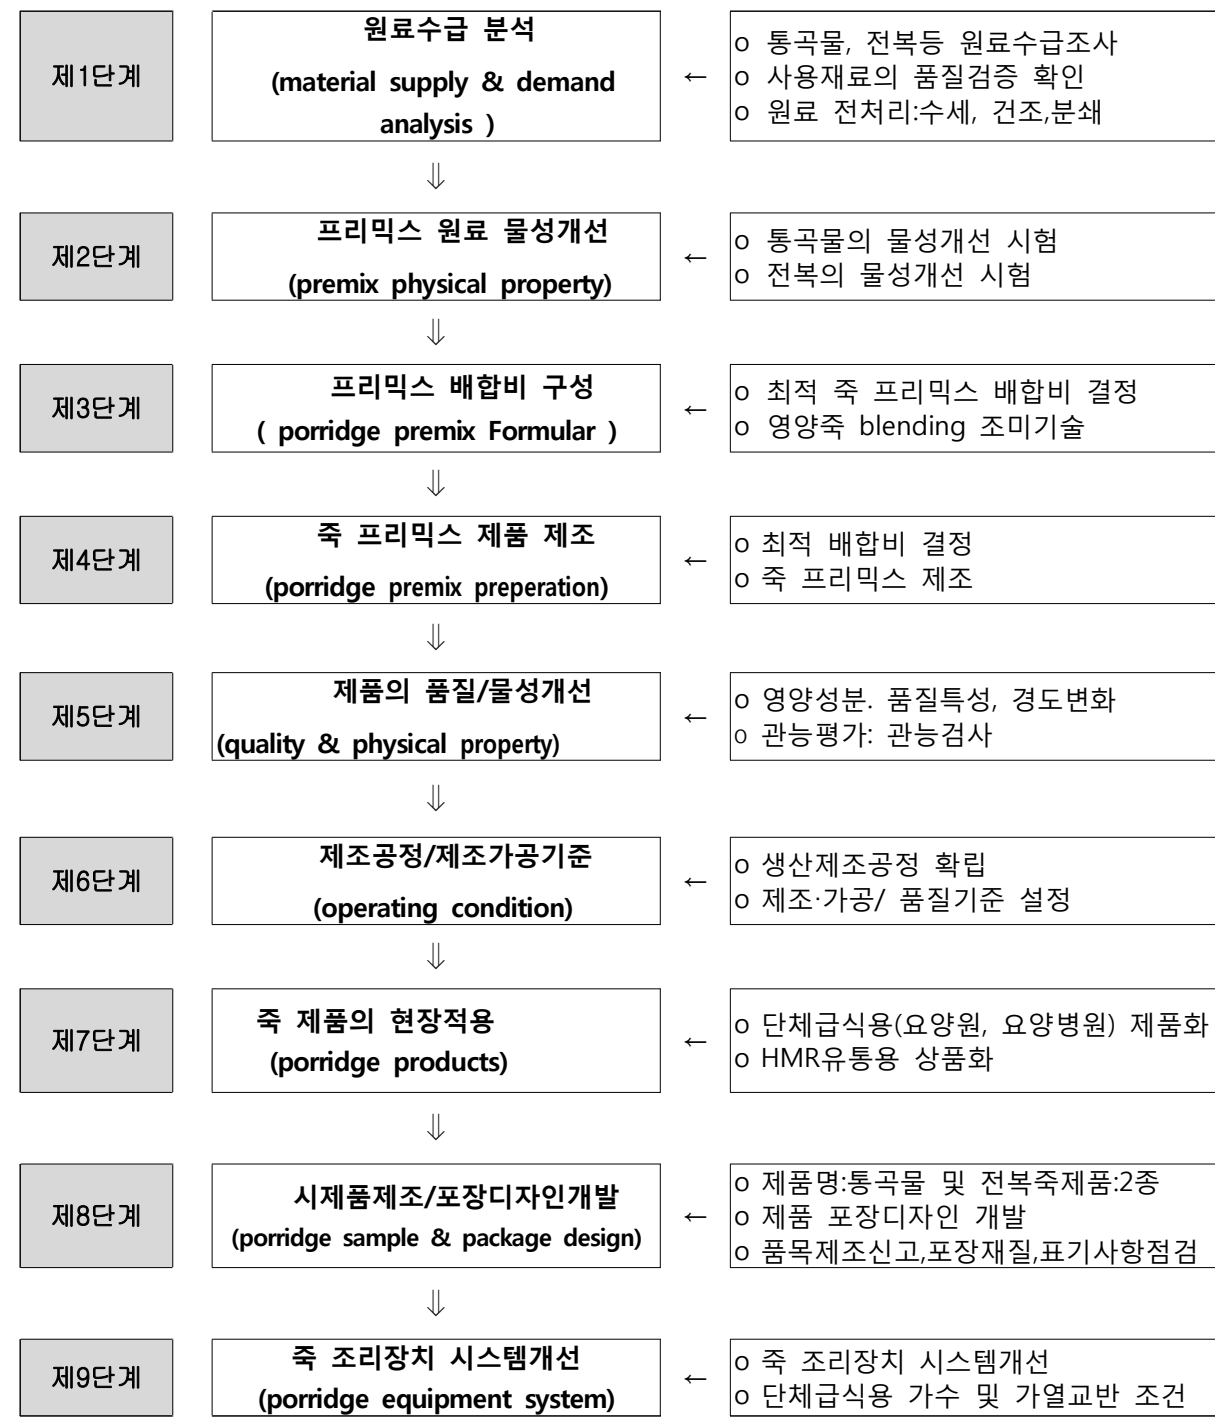 제1단계
원료수급 분석
(material supply & demand
analysis )
←
o 통곡물, 전복등 원료수급조사
o 사용재료의 품질검증 확인
o 원료 전처리:수세, 건조,분쇄
⇓
제2단계
프리믹스 원료 물성개선
(premix physical property)
←
o 통곡물의 물성개선 시험
o 전복의 물성개선 시험
⇓
제3단계
프리믹스 배합비 구성
( porridge premix Formular )
←
o 최적 죽 프리믹스 배합비 결정
o 영양죽 blending 조미기술
⇓
제4단계
죽 프리믹스 제품 제조
(porridge premix preperation)
←
o 최적 배합비 결정
o 죽 프리믹스 제조
⇓
제5단계
제품의 품질/물성개선
(quality & physical property)
←
o 영양성분. 품질특성, 경도변화
o 관능평가: 관능검사
⇓
제6단계
제조공정/제조가공기준
(operating condition)
←
o 생산제조공정 확립
o 제조·가공/ 품질기준 설정
⇓
제7단계
죽 제품의 현장적용
(porridge products)
←
o 단체급식용(요양원, 요양병원) 제품화
o HMR유통용 상품화
⇓
제8단계
시제품제조/포장디자인개발
(porridge sample & package design)
←
o 제품명:통곡물 및 전복죽제품:2종
o 제품 포장디자인 개발
o 품목제조신고,포장재질,표기사항점검
⇓
제9단계
죽 조리장치 시스템개선
(porridge equipment system)
←
o 죽 조리장치 시스템개선
o 단체급식용 가수 및 가열교반 조건